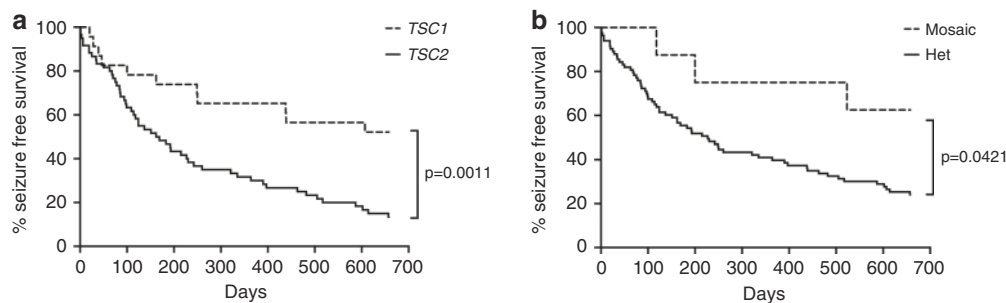 a
TSC1
TSC2
% seizure free survival
100
80
60
40
20
0
p=0.0011
0 100 200 300 400 500 600 700
Days
b
Mosaic
Het
% seizure free survival
100
80
60
40
20
0
p=0.0421
0 100 200 300 400 500 600 700
Days